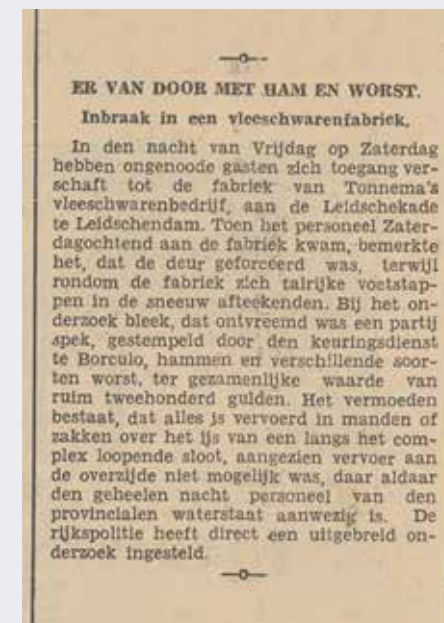 ER VAN DOOR MET HAM EN WORST.
Inbraak in een vleeschwarenfabriek.
In den nacht van Vrijdag op Zaterdag
hebben ongenoode gasten zich toegang ver-
schaft tot de fabriek van Tonnema's
vleeschwarenbedrijf, aan de Leidschekade
te Leidschendam. Toen het personeel Zater-
dagochtend aan de fabriek kwam, bemerkte
het, dat de deur geforceerd was, terwijl
rondom de fabriek zich talrijke voetstap-
pen in de sneeuw afteekenden. Bij het on-
derzoek bleek, dat ontvreemd was een partij
spek, gestempeld door den keuringsdienst
te Borculo, hammen en verschillende soor-
ten worst, ter gezamenlijke waarde van
ruim tweehonderd gulden. Het vermoeden
bestaat, dat alles is vervoerd in manden of
zakken over het ijs van een langs het com-
plex loopende sloot, aangezien vervoer aan
de overzijde niet mogelijk was, daar aldaar
den geheelen nacht personeel van den
provincialen waterstaat aanwezig is. De
rijkspolitie heeft direct een uitgebreid on-
derzoek ingesteld.